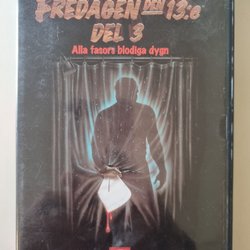 FREDAGEN DEN 13:e
DEL 3
Alla fasors blodiga dygn